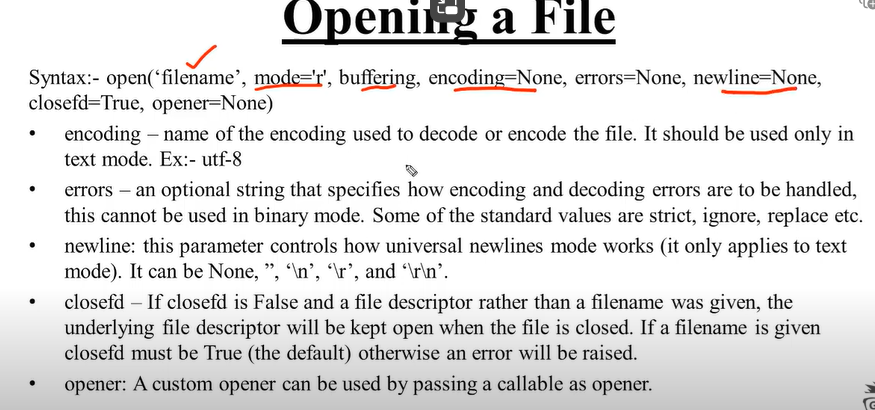 Opening a File
Syntax:- open(‘filename’, mode='r', buffering, encoding=None, errors=None, newline=None,
closefd=True, opener=None)
• encoding – name of the encoding used to decode or encode the file. It should be used only in
text mode. Ex:- utf-8
• errors – an optional string that specifies how encoding and decoding errors are to be handled,
this cannot be used in binary mode. Some of the standard values are strict, ignore, replace etc.
• newline: this parameter controls how universal newlines mode works (it only applies to text
mode). It can be None, ”, ‘\n’, ‘\r’, and ‘\r\n’.
• closefd – If closefd is False and a file descriptor rather than a filename was given, the
underlying file descriptor will be kept open when the file is closed. If a filename is given
closefd must be True (the default) otherwise an error will be raised.
• opener: A custom opener can be used by passing a callable as opener.